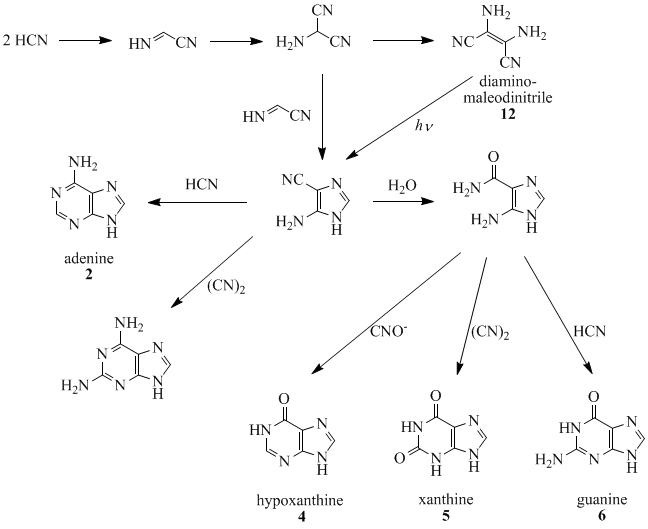 2 HCN
HN
CN
CN
H₂N
CN
NH₂
NC
NH₂
CN
diamino-
maleodinitrile
12
HN
CN
hν
NH₂
N
N
N
N
H
adenine
2
HCN
NC
N
H₂N
N
H
H₂O
O
H₂N
N
H₂N
N
H
(CN)₂
NH₂
N
N
H₂N
N
N
H
CNO⁻
(CN)₂
HCN
O
HN
N
N
N
H
hypoxanthine
4
O
HN
N
O
N
H
N
H
xanthine
5
O
NH
N
H₂N
N
N
H
guanine
6